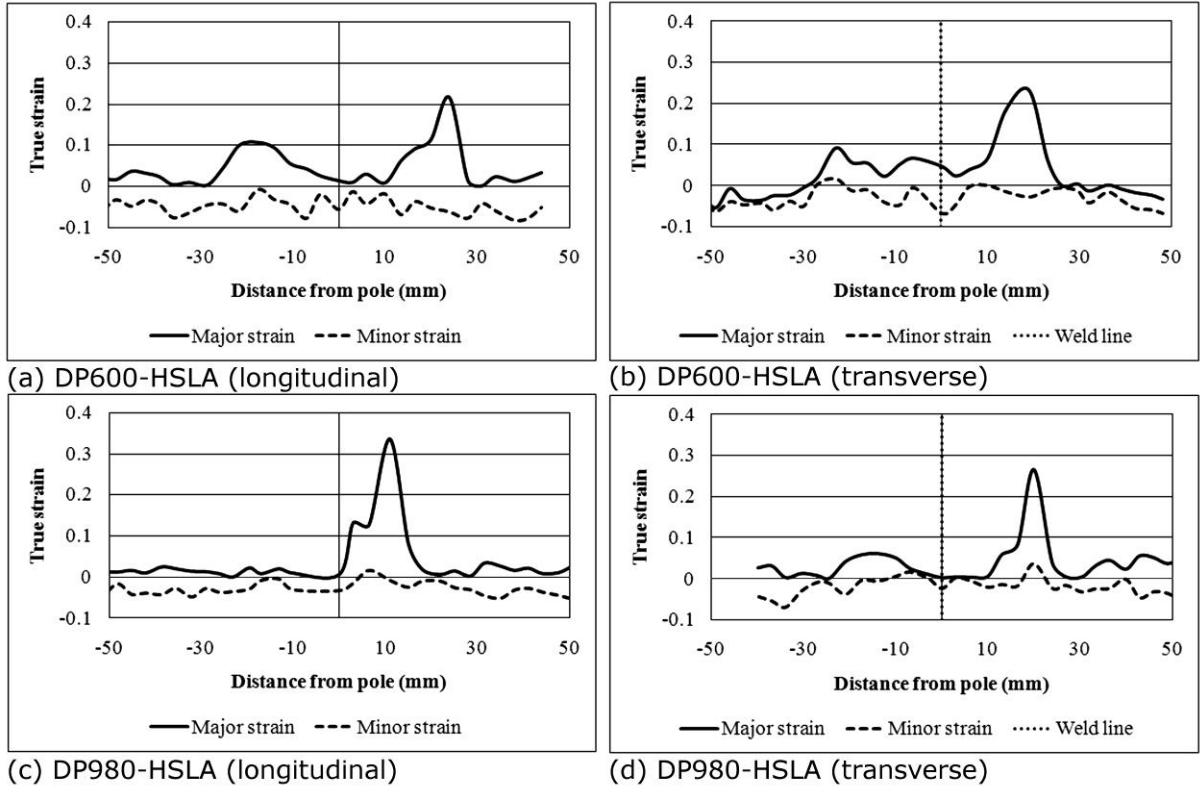 0.4
0.3
0.2
0.1
0
-0.1
True strain
-50 -30 -10 10 30 50
Distance from pole (mm)
Major strain Minor strain
(a) DP600-HSLA (longitudinal)
0.4
0.3
0.2
0.1
0
-0.1
True strain
-50 -30 -10 10 30 50
Distance from pole (mm)
Major strain Minor strain Weld line
(b) DP600-HSLA (transverse)
0.4
0.3
0.2
0.1
0
-0.1
True strain
-50 -30 -10 10 30 50
Distance from pole (mm)
Major strain Minor strain
(c) DP980-HSLA (longitudinal)
0.4
0.3
0.2
0.1
0
-0.1
True strain
-50 -30 -10 10 30 50
Distance from pole (mm)
Major strain Minor strain Weld line
(d) DP980-HSLA (transverse)